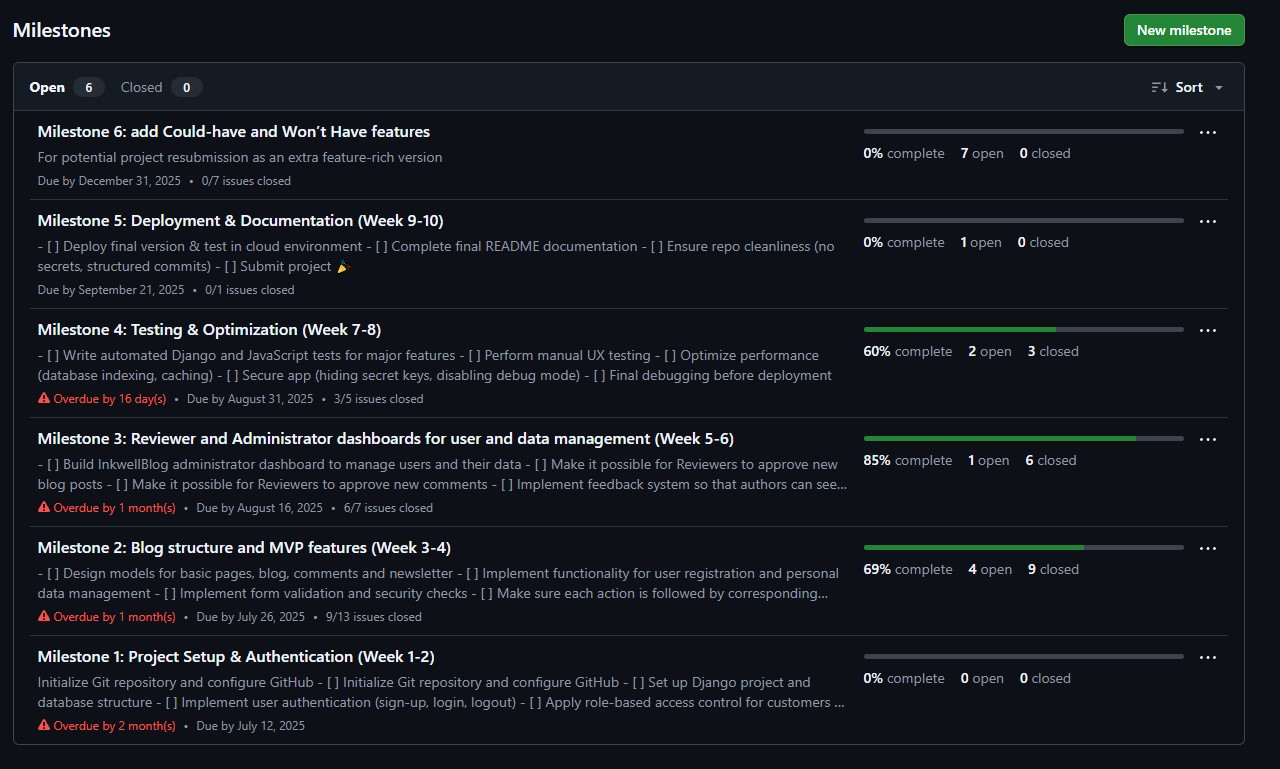 Milestones
New milestone
Open 6 Closed 0
Sort
Milestone 6: add Could-have and Won’t Have features
For potential project resubmission as an extra feature-rich version
Due by December 31, 2025 • 0/7 issues closed
0% complete 7 open 0 closed
Milestone 5: Deployment & Documentation (Week 9-10)
- [ ] Deploy final version & test in cloud environment - [ ] Complete final README documentation - [ ] Ensure repo cleanliness (no
secrets, structured commits) - [ ] Submit project 🎉
Due by September 21, 2025 • 0/1 issues closed
0% complete 1 open 0 closed
Milestone 4: Testing & Optimization (Week 7-8)
- [ ] Write automated Django and JavaScript tests for major features - [ ] Perform manual UX testing - [ ] Optimize performance
(database indexing, caching) - [ ] Secure app (hiding secret keys, disabling debug mode) - [ ] Final debugging before deployment
Overdue by 16 day(s) • Due by August 31, 2025 • 3/5 issues closed
60% complete 2 open 3 closed
Milestone 3: Reviewer and Administrator dashboards for user and data management (Week 5-6)
- [ ] Build InkwellBlog administrator dashboard to manage users and their data - [ ] Make it possible for Reviewers to approve new
blog posts - [ ] Make it possible for Reviewers to approve new comments - [ ] Implement feedback system so that authors can see...
Overdue by 1 month(s) • Due by August 16, 2025 • 6/7 issues closed
85% complete 1 open 6 closed
Milestone 2: Blog structure and MVP features (Week 3-4)
- [ ] Design models for basic pages, blog, comments and newsletter - [ ] Implement functionality for user registration and personal
data management - [ ] Implement form validation and security checks - [ ] Make sure each action is followed by corresponding...
Overdue by 1 month(s) • Due by July 26, 2025 • 9/13 issues closed
69% complete 4 open 9 closed
Milestone 1: Project Setup & Authentication (Week 1-2)
Initialize Git repository and configure GitHub - [ ] Initialize Git repository and configure GitHub - [ ] Set up Django project and
database structure - [ ] Implement user authentication (sign-up, login, logout) - [ ] Apply role-based access control for customers ...
Overdue by 2 month(s) • Due by July 12, 2025
0% complete 0 open 0 closed